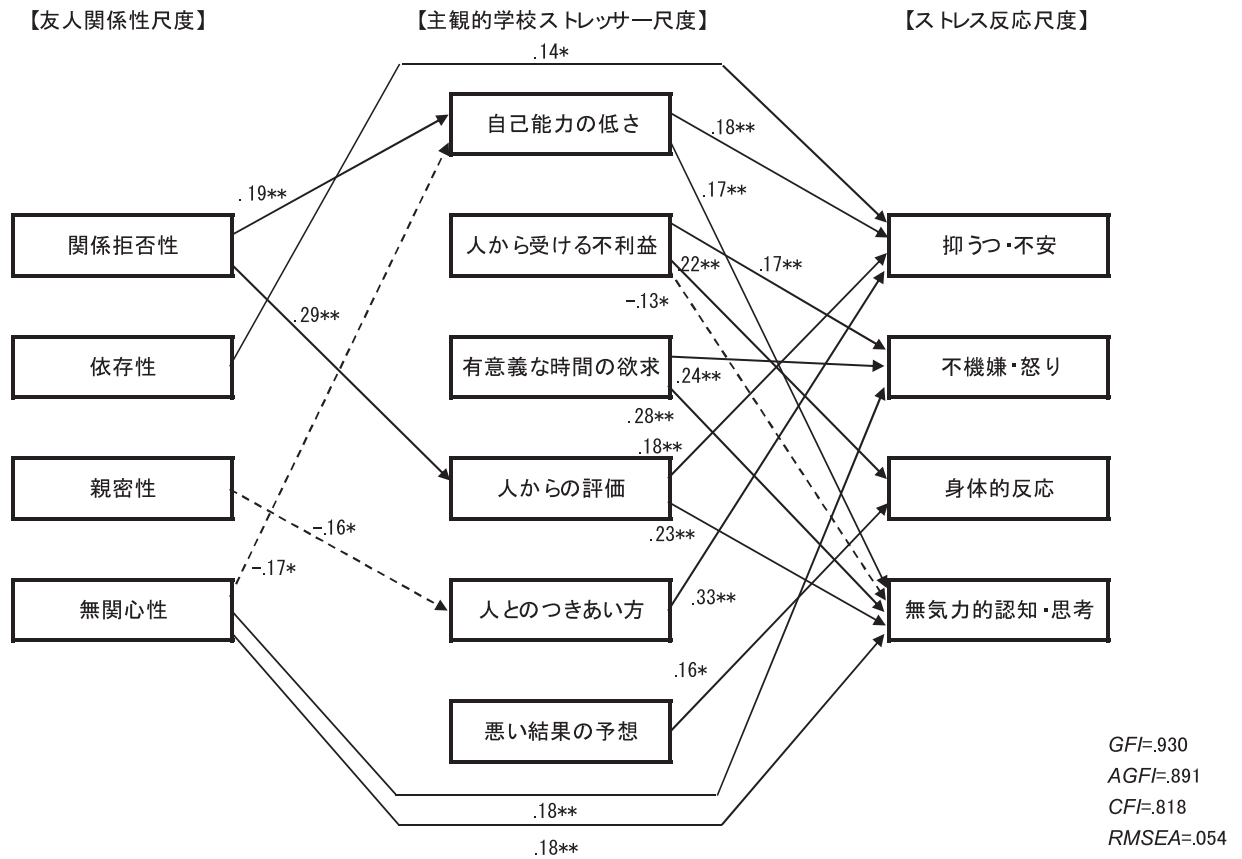 【友人関係性尺度】
【主観的学校ストレッサー尺度】
【ストレス反応尺度】
.14*
自己能力の低さ
.18**
.19**
.17**
関係拒否性
人から受ける不利益
抑うつ・不安
.22**
.17**
-.13*
.29**
依存性
有意義な時間の欲求
不機嫌・怒り
.24**
.28**
.18**
親密性
人からの評価
身体的反応
-.16*
.23**
-.17*
無関心性
人とのつきあい方
.33**
無気力的認知・思考
.16*
悪い結果の予想
GFI=.930
AGFI=.891
CFI=.818
RMSEA=.054
.18**
.18**